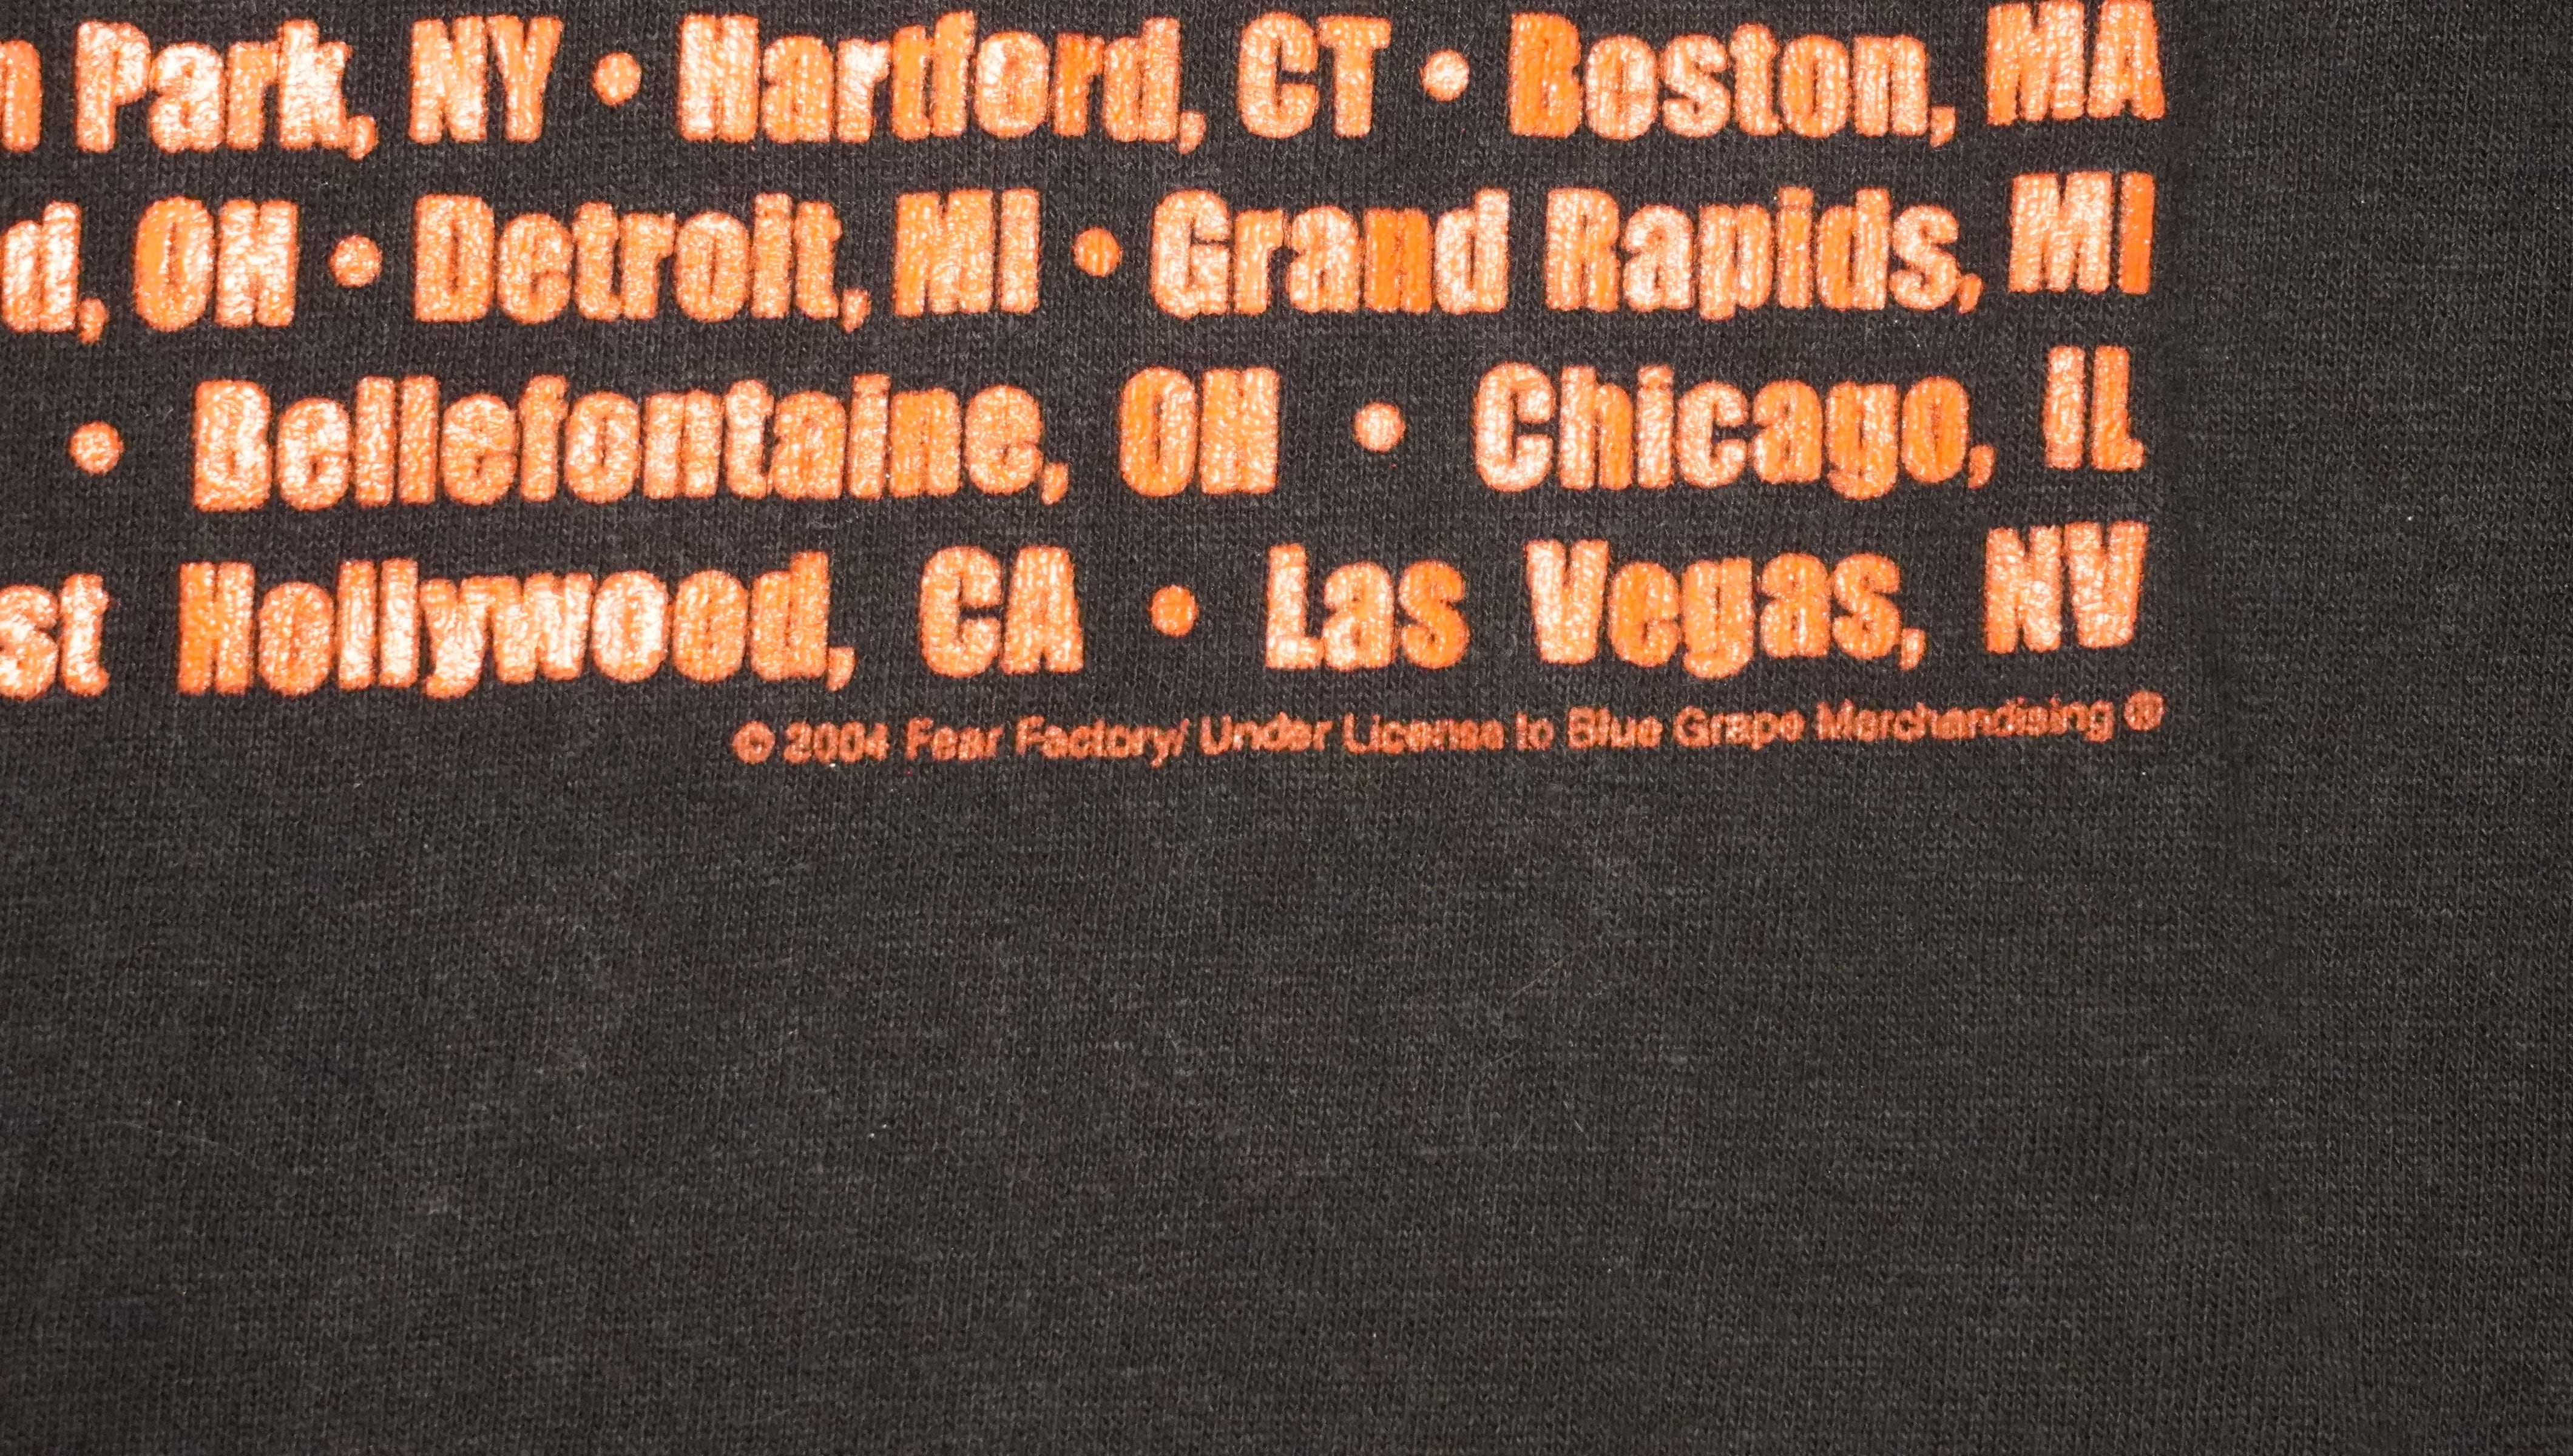 Park, NY • Hartford, CT • Boston, MA
OH • Detroit, MI • Grand Rapids, MI
• Bellefontaine, OH • Chicago, IL
Hollywood, CA • Las Vegas, NV
© 2004 Fear Factory/ Under License to Blue Grape Merchandising ®